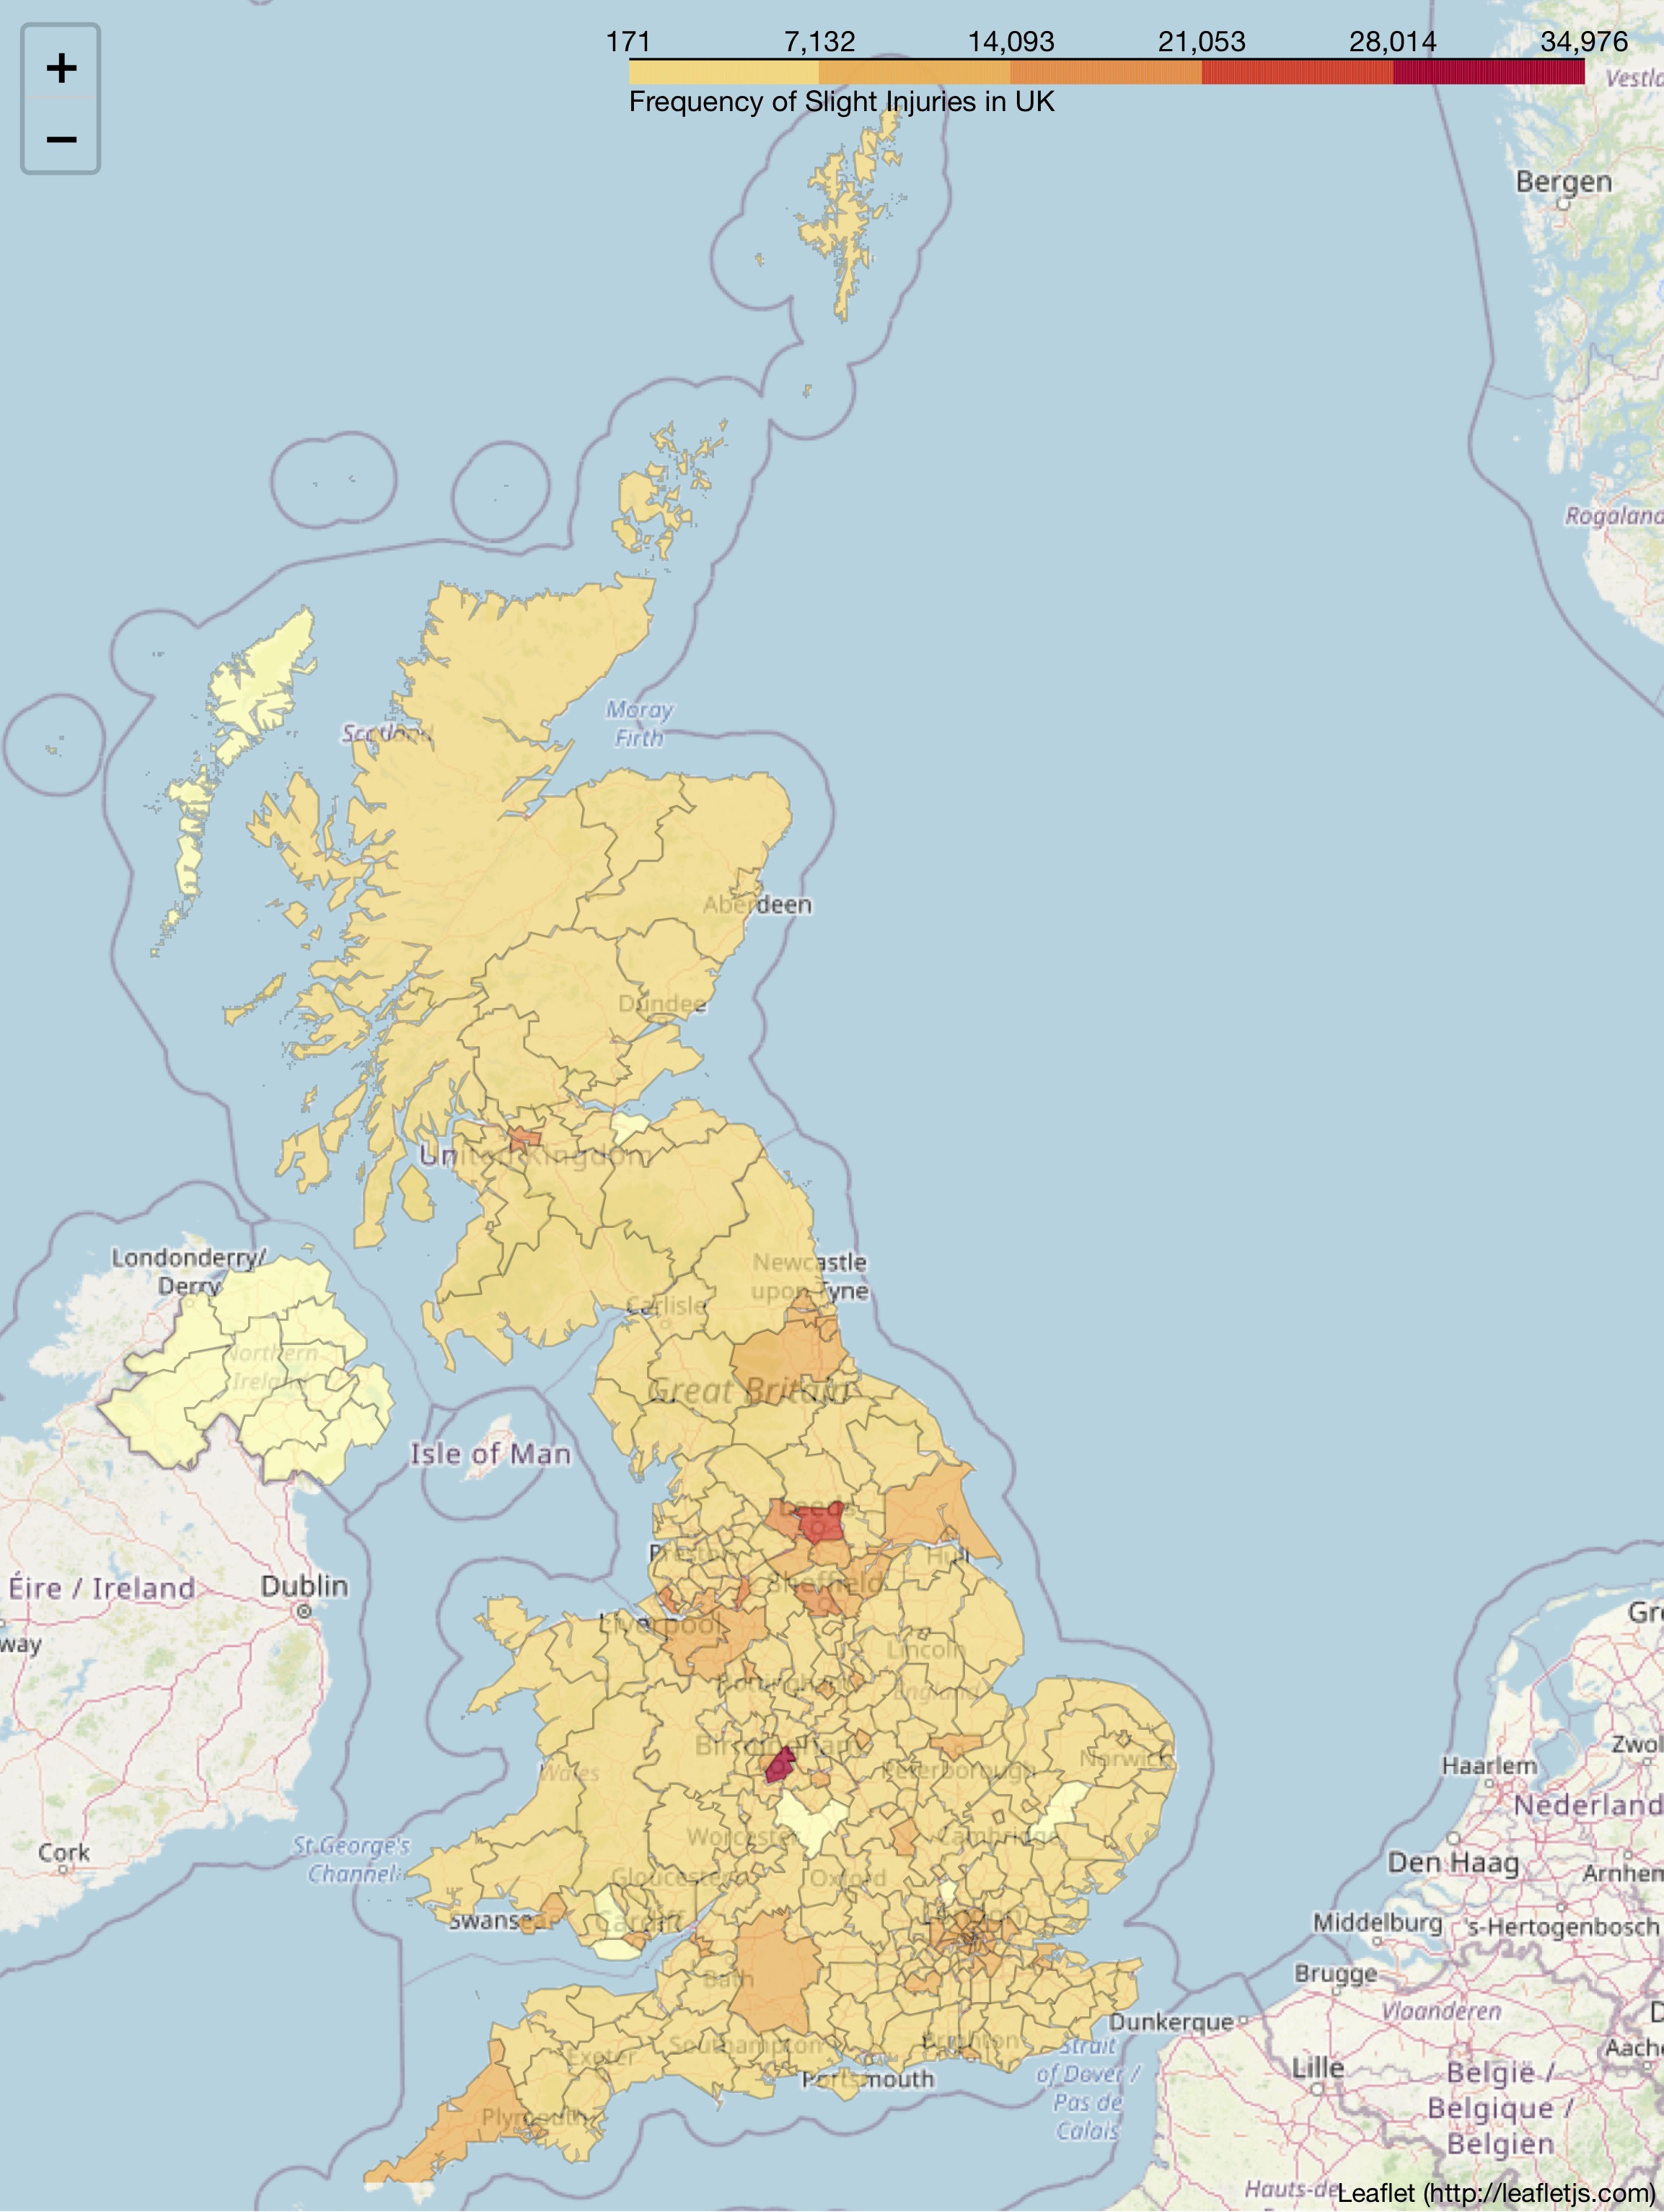 +
−
171 7,132 14,093 21,053 28,014 34,976
Frequency of Slight Injuries in UK
Bergen
Rogaland
Moray
Firth
Scotland
Aberdeen
Dundee
United Kingdom
Londonderry/
Derry
Newcastle
upon Tyne
Carlisle
Northern
Ireland
Great Britain
Isle of Man
Leeds
Preston
Hull
Éire / Ireland
Dublin
Sheffield
way
Liverpool
Lincoln
Nottingham
England
Birmingham
Norwich
Peterborough
Wales
Haarlem
Zwol
Nederland
Worcester
Cambridge
St George's
Channel
Cork
Den Haag
Arnhem
Gloucester
Oxford
Swansea
Cardiff
London
Middelburg
's-Hertogenbosch
Bath
Brugge
Vlaanderen
Dunkerque
Southampton
Brighton
Exeter
Portsmouth
Strait
of Dover /
Pas de
Calais
Lille
België /
Belgique /
Belgien
Aache
Plymouth
Hauts-de-
Leaflet (http://leafletjs.com)